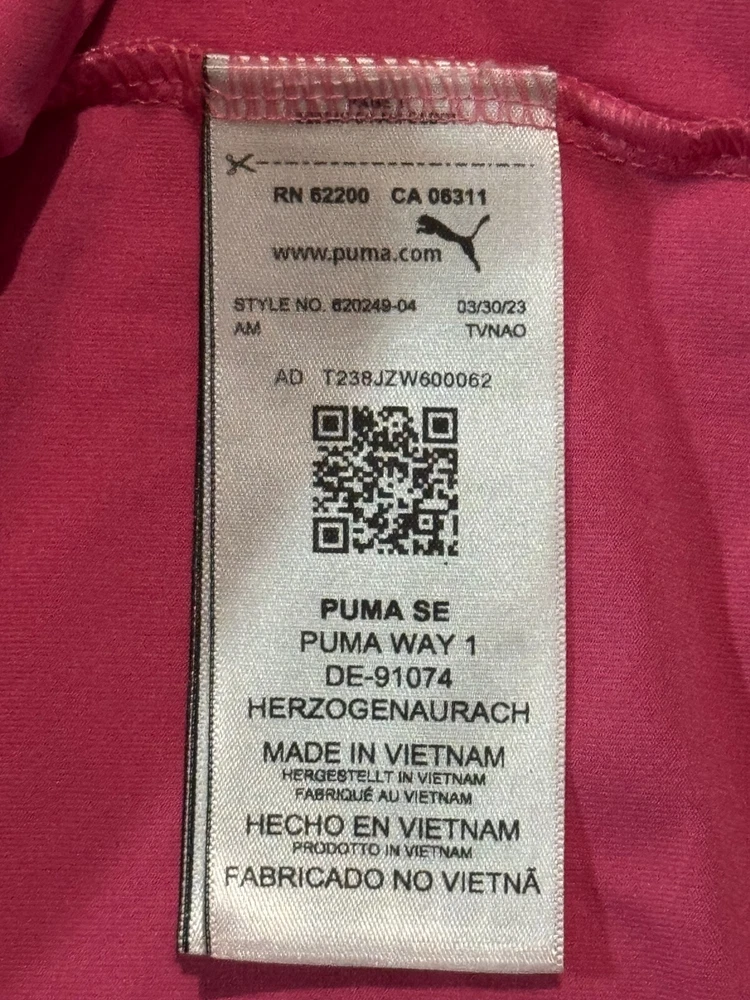 RN 62200 CA 06311
www.puma.com
STYLE NO. 620249-04 03/30/23
AM TVNAO
AD T238JZW600062
PUMA SE
PUMA WAY 1
DE-91074
HERZOGENAURACH
MADE IN VIETNAM
HERGESTELLT IN VIETNAM
FABRIQUÉ AU VIETNAM
HECHO EN VIETNAM
PRODOTTO IN VIETNAM
FABRICADO NO VIETNÃ